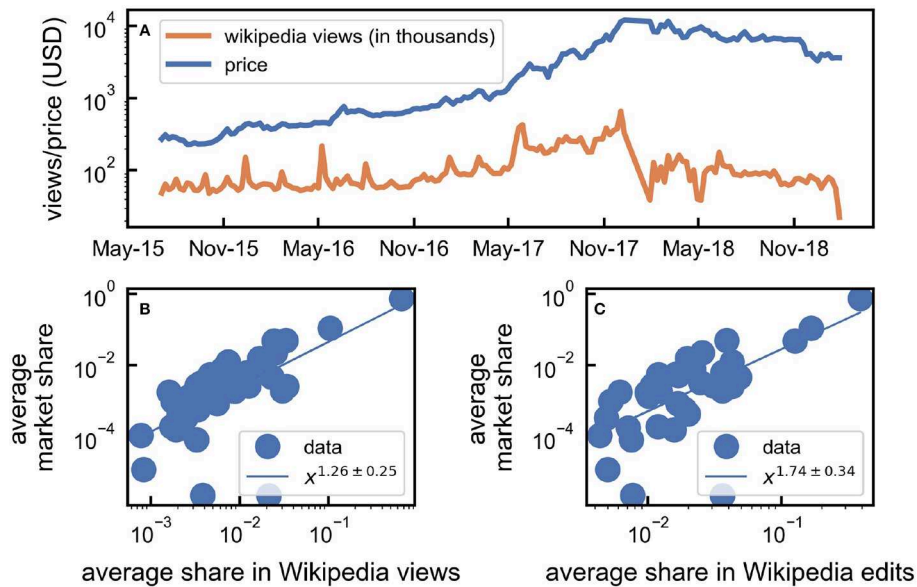 A
wikipedia views (in thousands)
price
views/price (USD)
10^4
10^3
10^2
May-15 Nov-15 May-16 Nov-16 May-17 Nov-17 May-18 Nov-18
B
average
market share
10^0
10^-2
10^-4
data
x^1.26 ± 0.25
10^-3 10^-2 10^-1
average share in Wikipedia views
C
average
market share
10^0
10^-2
10^-4
data
x^1.74 ± 0.34
10^-2 10^-1
average share in Wikipedia edits